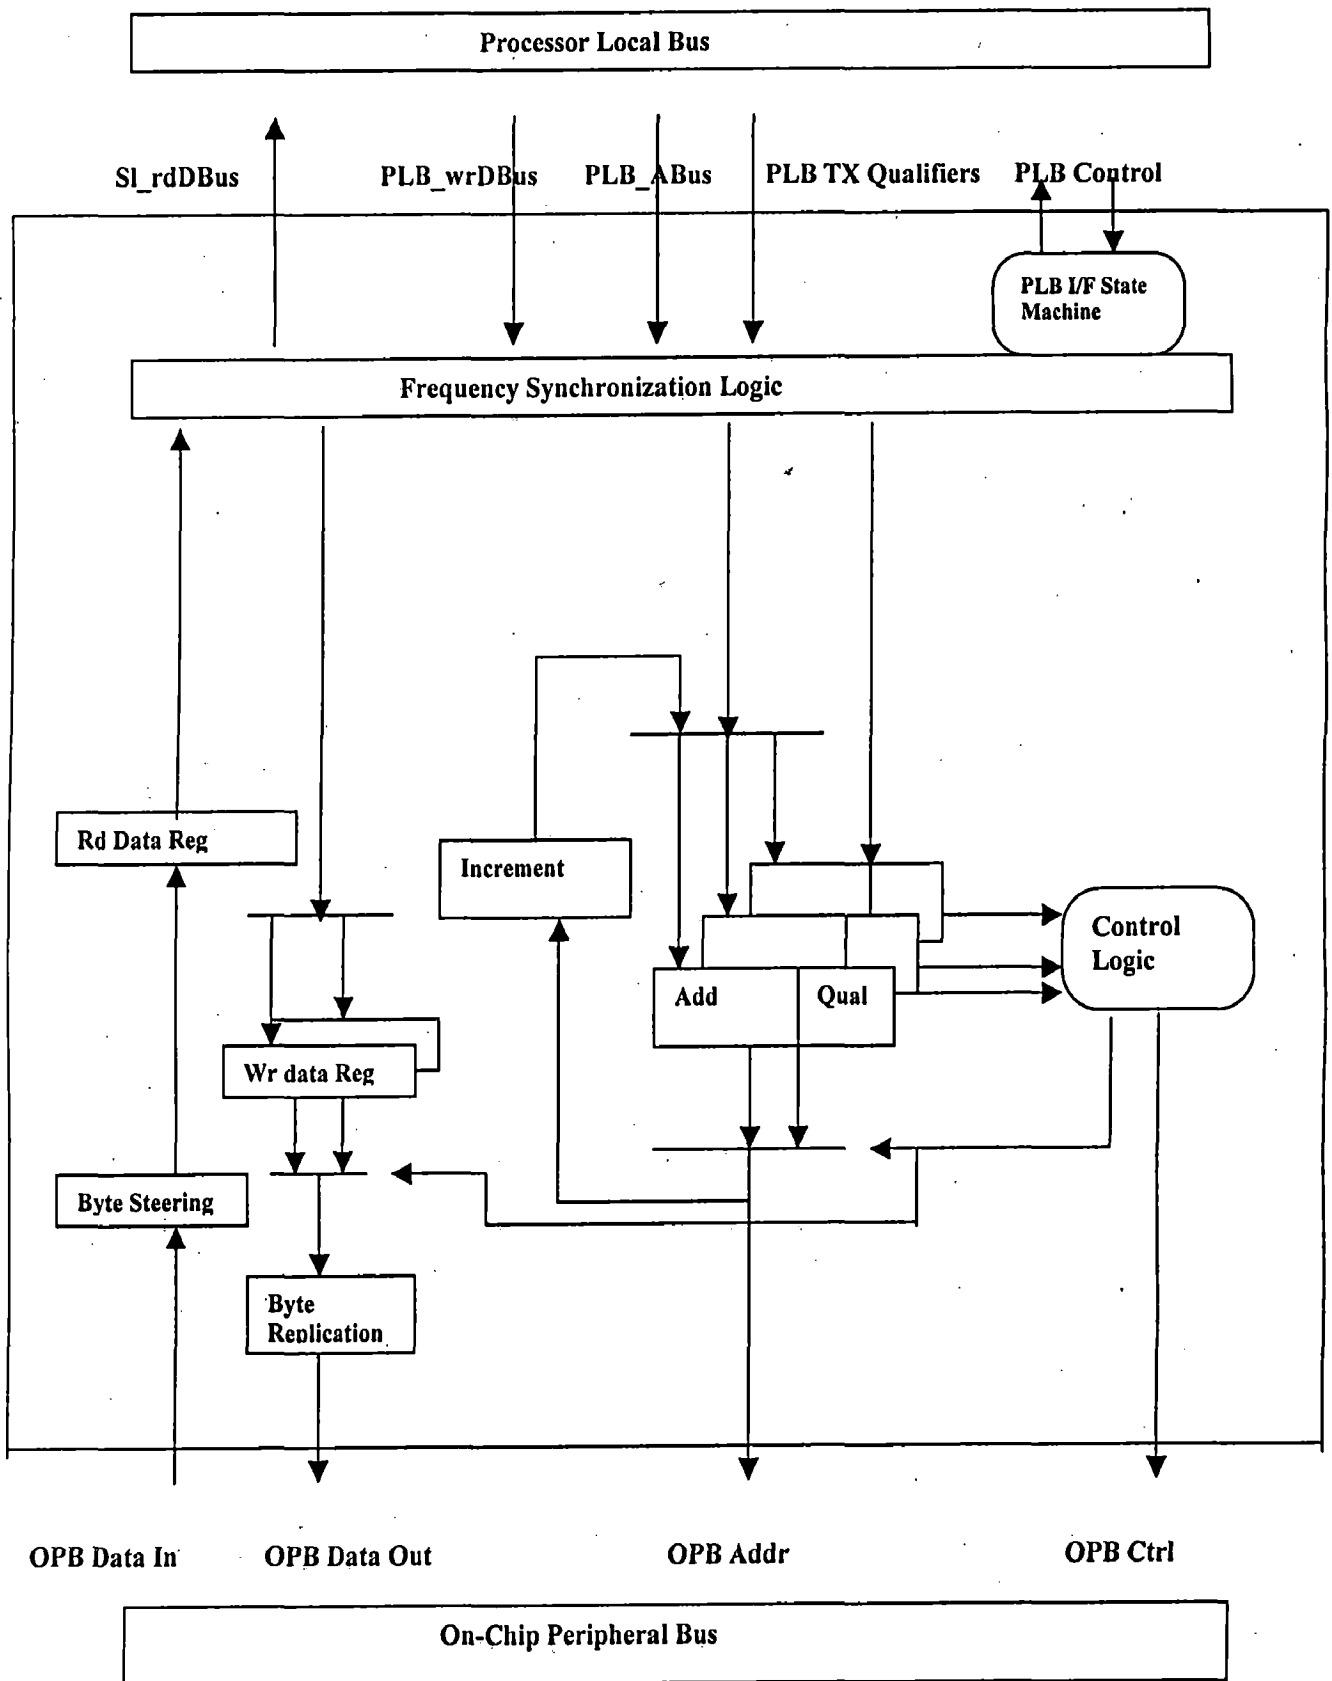 Processor Local Bus
Sl_rdDBus
PLB_wrDBus
PLB_ABus
PLB TX Qualifiers
PLB Control
PLB I/F State
Machine
Frequency Synchronization Logic
Rd Data Reg
Increment
Control
Logic
Add
Qual
Wr data Reg
Byte Steering
Byte
Replication
OPB Data In
OPB Data Out
OPB Addr
OPB Ctrl
On-Chip Peripheral Bus